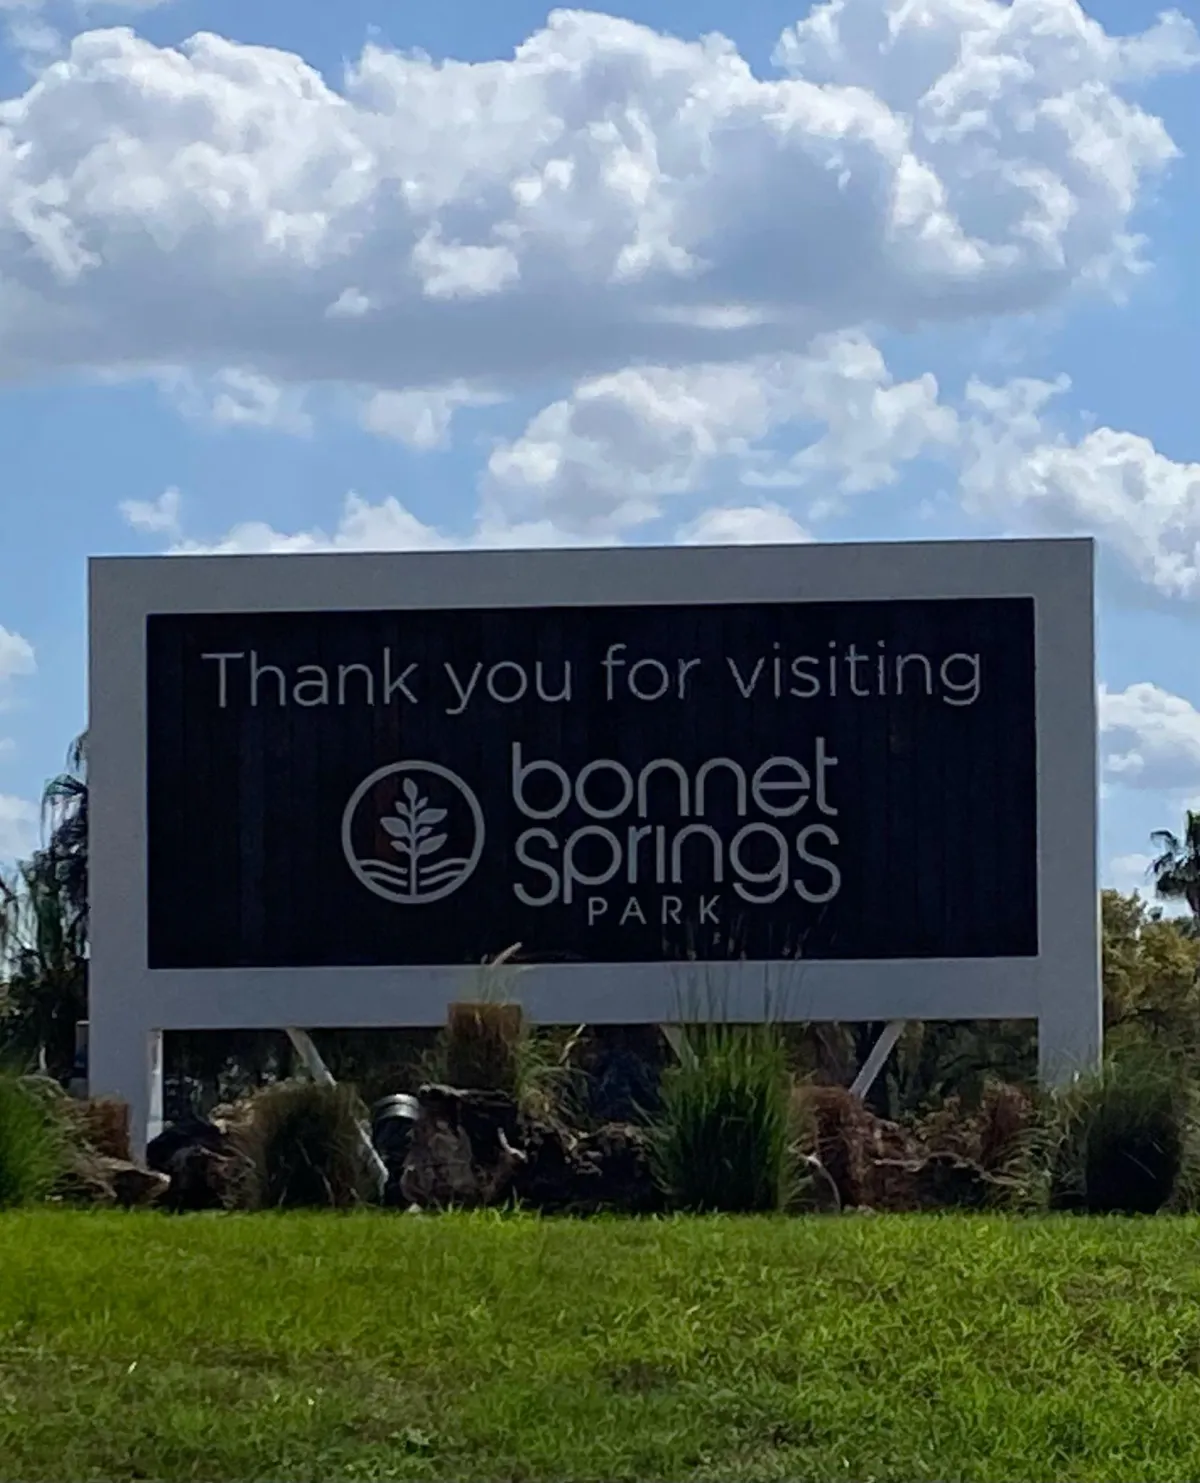 Thank you for visiting
bonnet
springs
PARK